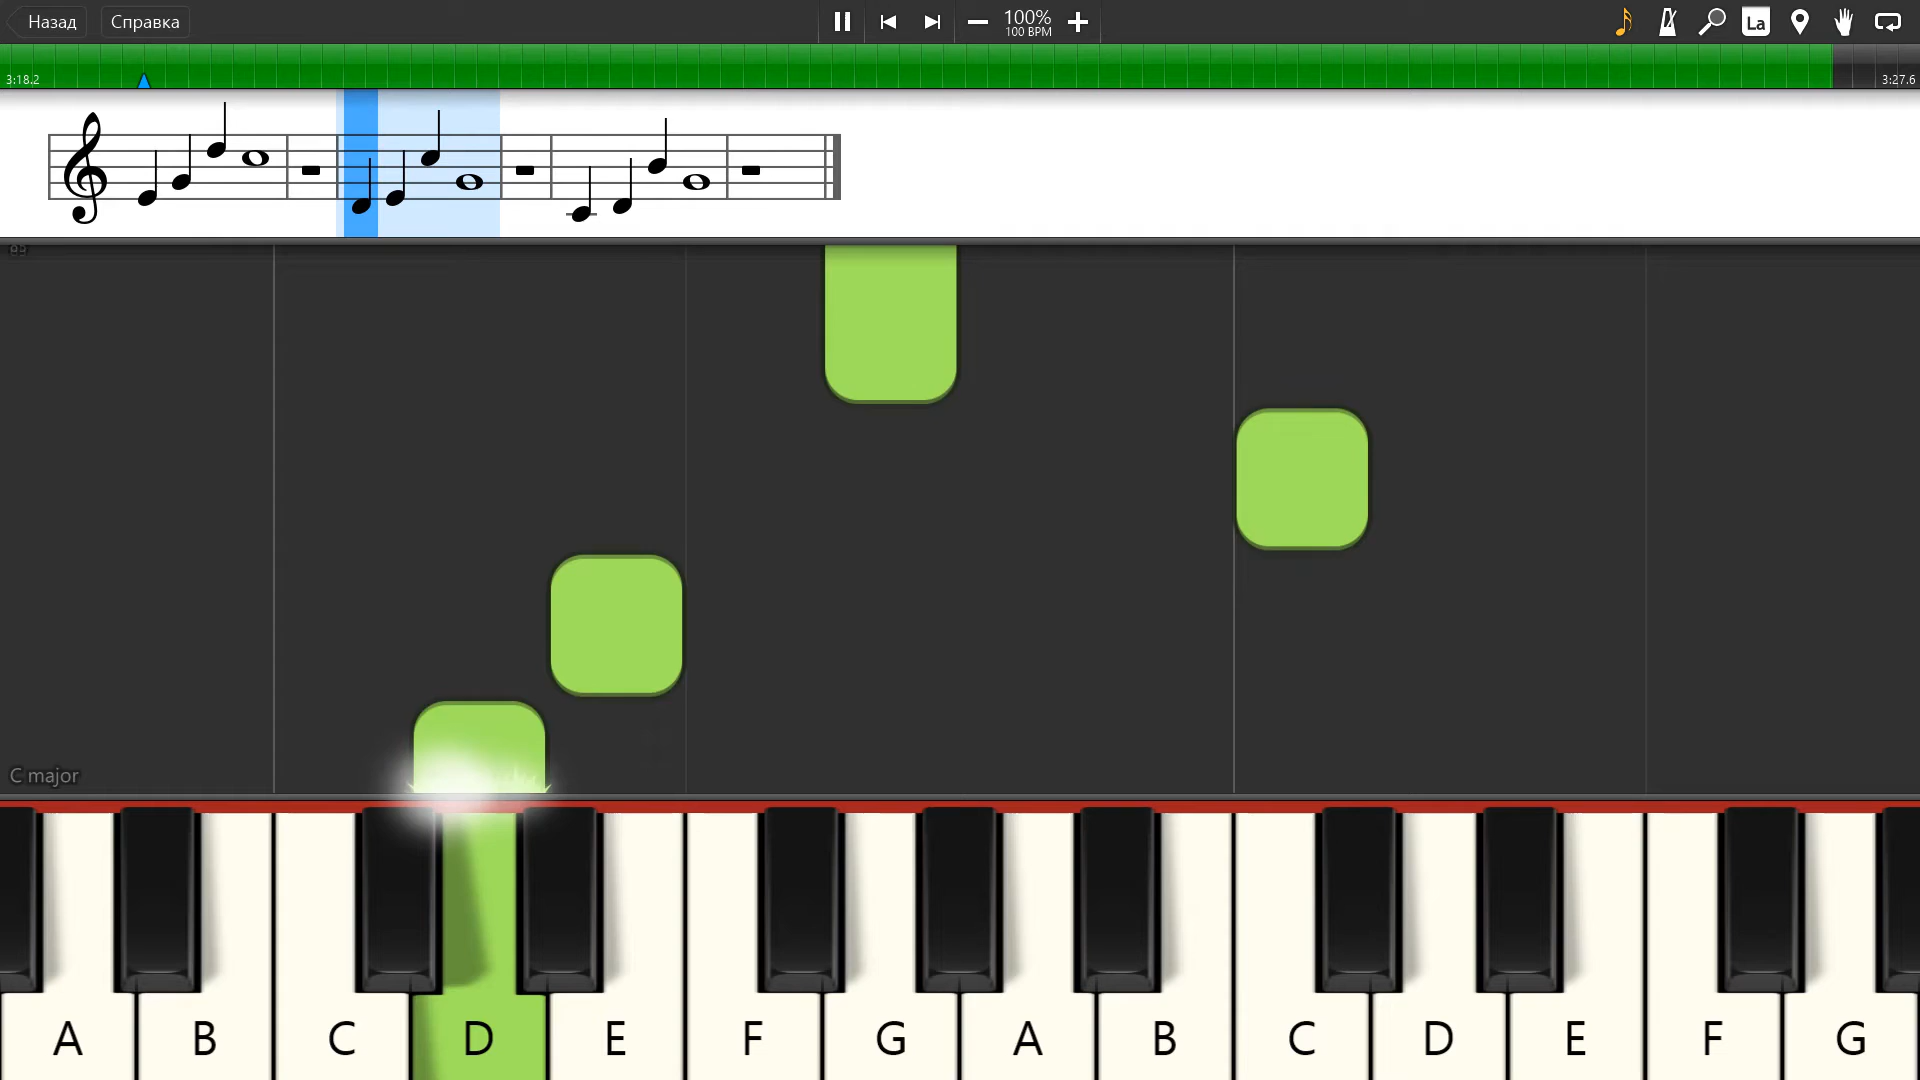 Назад Справка 100% La
100 BPM
3:18.2 3:27.6
C major
A B C D E F G A B C D E F G